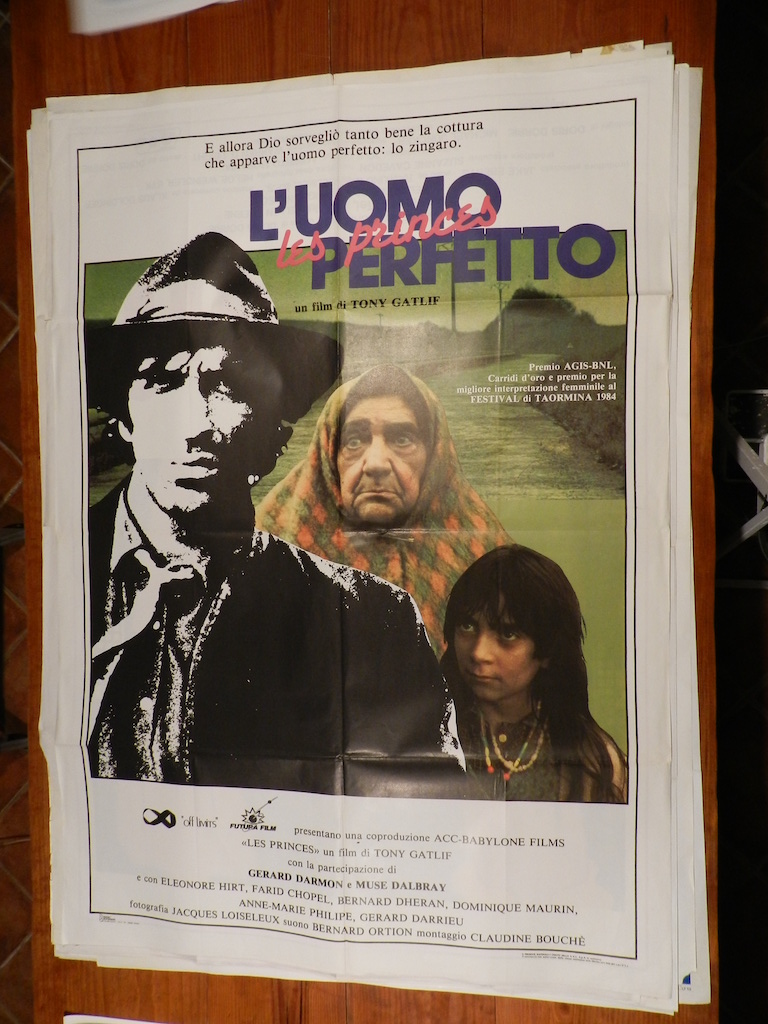 E allora Dio sorvegliò tanto bene la cottura
che apparve l'uomo perfetto: lo zingaro.
L'UOMO
les princes
PERFETTO
un film di TONY GATLIF
Premio AGIS-BNL,
Carridi d'oro e premio per la
migliore interpretazione femminile al
FESTIVAL di TAORMINA 1984
"off limits"
FUTURA FILM
presentano una coproduzione ACC-BABYLONE FILMS
«LES PRINCES» un film di TONY GATLIF
con la partecipazione di
GERARD DARMON e MUSE DALBRAY
e con ELEONORE HIRT, FARID CHOPEL, BERNARD DHERAN, DOMINIQUE MAURIN,
ANNE-MARIE PHILIPE, GERARD DARRIEU
fotografia JACQUES LOISELEUX suono BERNARD ORTION montaggio CLAUDINE BOUCHÈ